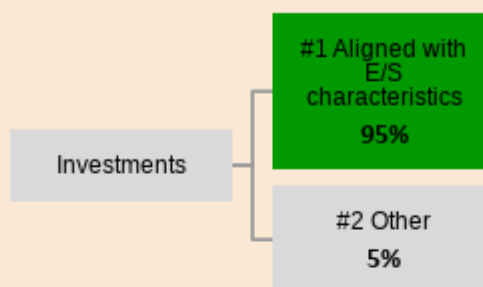 #1 Aligned with
E/S
characteristics
95%
Investments
#2 Other
5%